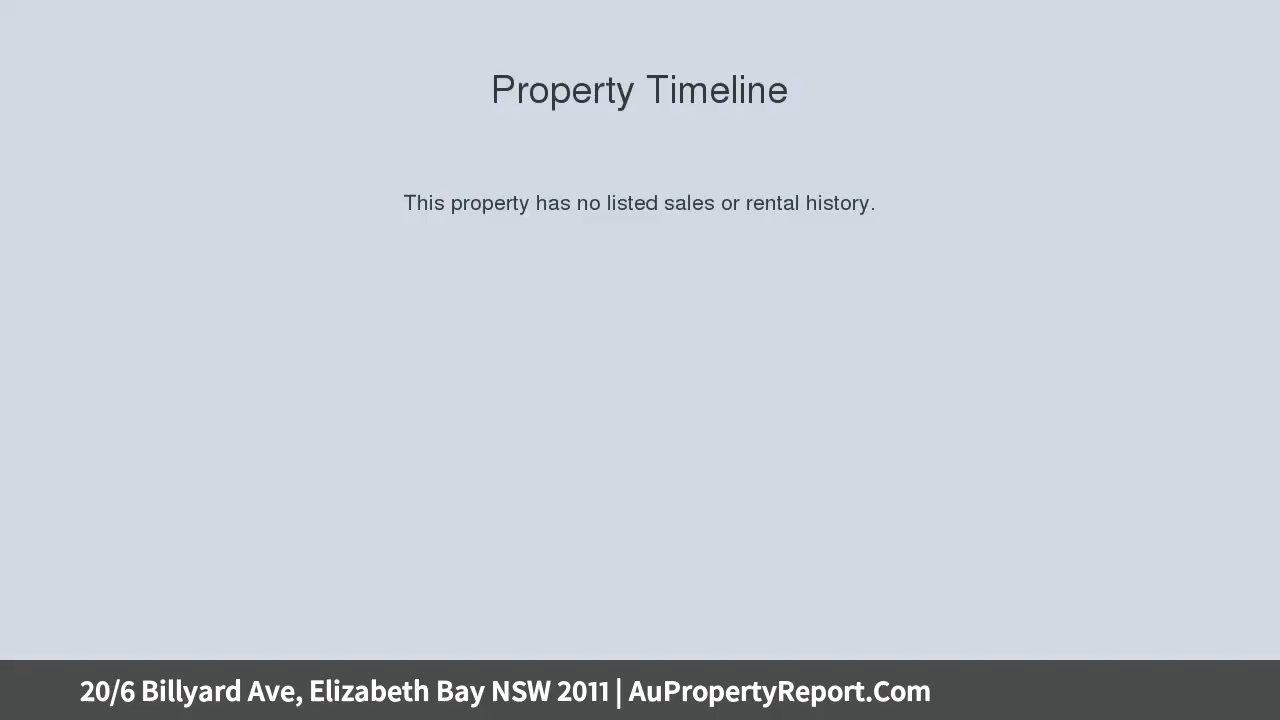 Property Timeline
This property has no listed sales or rental history.
20/6 Billyard Ave, Elizabeth Bay NSW 2011 | AuPropertyReport.Com